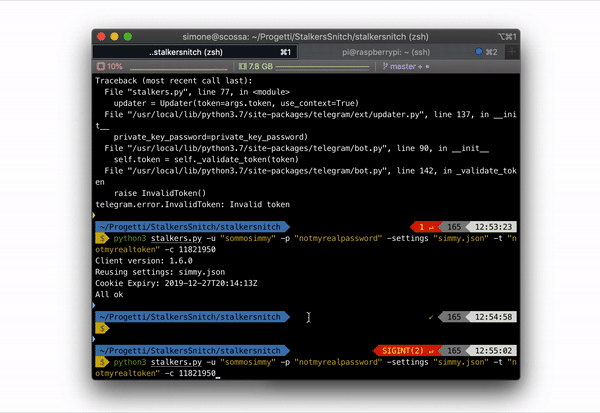 simone@scossa: ~/Progetti/StalkersSnitch/stalkersnitch (zsh)
⌥⌘1
..stalkersnitch (zsh)
⌘1
pi@raspberrypi: ~ (ssh)
⌘2
10%
7.8 GB
master
Traceback (most recent call last):
File "stalkers.py", line 77, in <module>
updater = Updater(token=args.token, use_context=True)
File "/usr/local/lib/python3.7/site-packages/telegram/ext/updater.py", line 137, in __ini
t__
private_key_password=private_key_password)
File "/usr/local/lib/python3.7/site-packages/telegram/bot.py", line 90, in __init__
self.token = self._validate_token(token)
File "/usr/local/lib/python3.7/site-packages/telegram/bot.py", line 142, in _validate_tok
en
raise InvalidToken()
telegram.error.InvalidToken: Invalid token
~/Progetti/StalkersSnitch/stalkersnitch 1 ↵ 165 12:53:23
$ python3 stalkers.py -u "sommosimmy" -p "notmyrealpassword" -settings "simmy.json" -t "n
otmyrealtoken" -c 11821950
Client version: 1.6.0
Reusing settings: simmy.json
Cookie Expiry: 2019-12-27T20:14:13Z
All ok
~/Progetti/StalkersSnitch/stalkersnitch ✔ 165 12:54:58
$
~/Progetti/StalkersSnitch/stalkersnitch SIGINT(2) ↵ 165 12:55:02
$ python3 stalkers.py -u "sommosimmy" -p "notmyrealpassword" -settings "simmy.json" -t "n
otmyrealtoken" -c 11821950